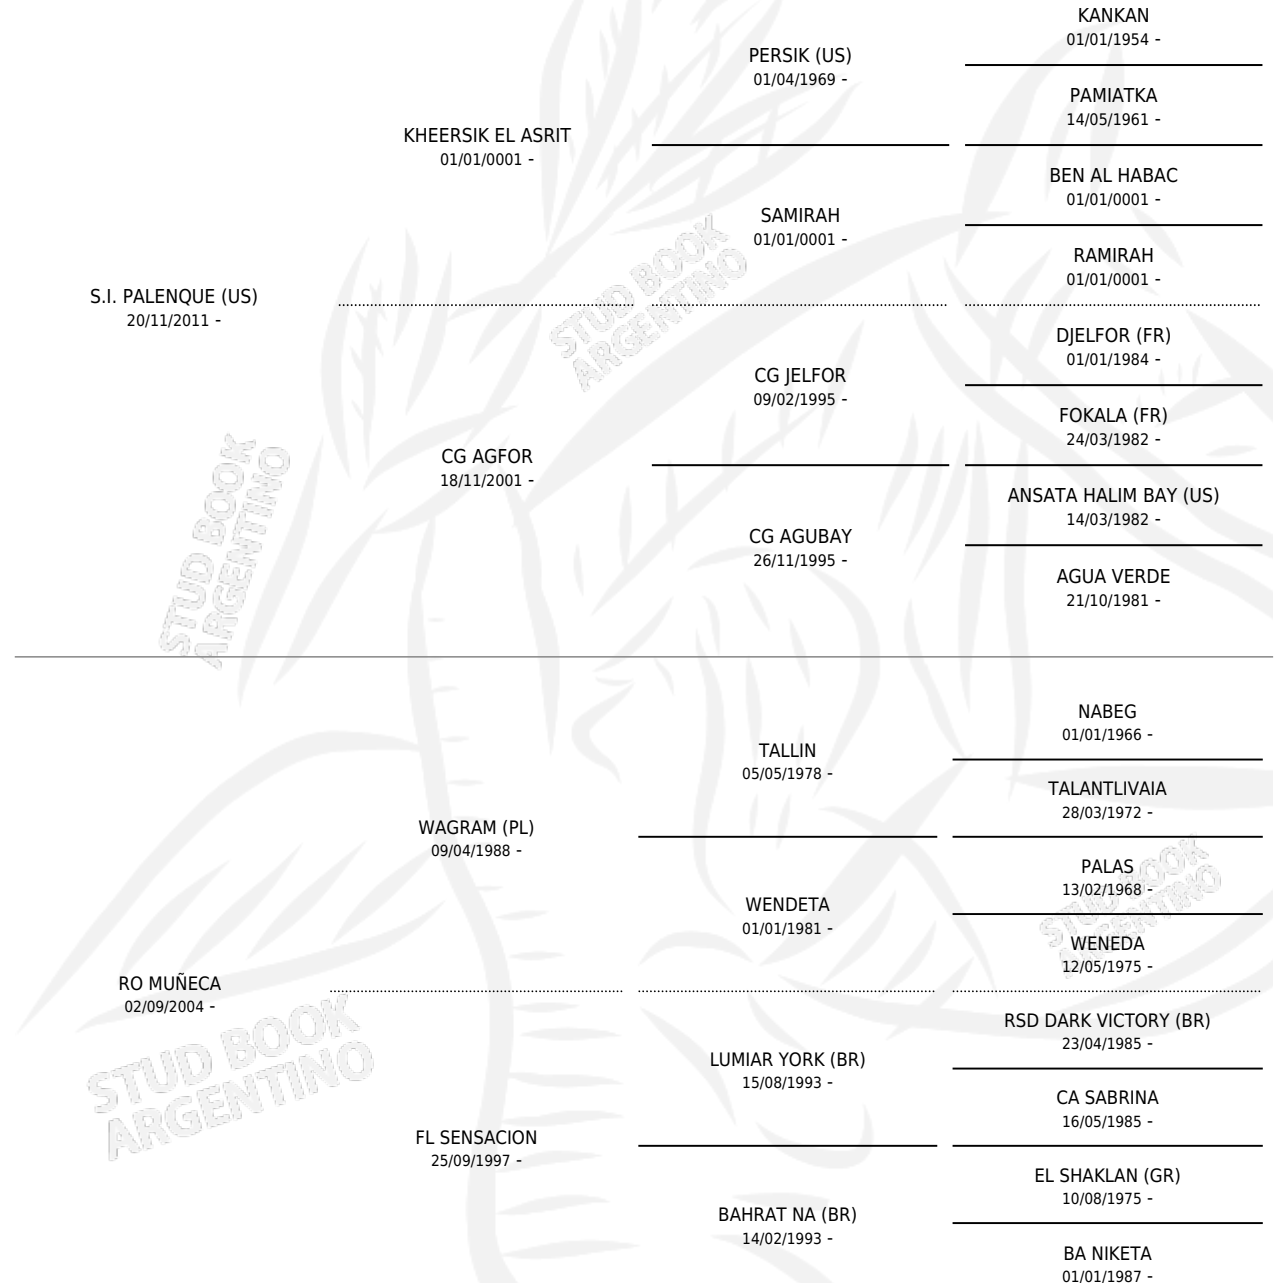 KANKAN
01/01/1954 -
PERSIK (US)
01/04/1969 -
PAMIATKA
14/05/1961 -
KHEERSIK EL ASRIT
01/01/0001 -
BEN AL HABAC
01/01/0001 -
SAMIRAH
01/01/0001 -
RAMIRAH
01/01/0001 -
S.I. PALENQUE (US)
20/11/2011 -
DJELFOR (FR)
01/01/1984 -
CG JELFOR
09/02/1995 -
FOKALA (FR)
24/03/1982 -
CG AGFOR
18/11/2001 -
ANSATA HALIM BAY (US)
14/03/1982 -
CG AGUBAY
26/11/1995 -
AGUA VERDE
21/10/1981 -
NABEG
01/01/1966 -
TALLIN
05/05/1978 -
TALANTLIVAIA
28/03/1972 -
WAGRAM (PL)
09/04/1988 -
PALAS
13/02/1968 -
WENDETA
01/01/1981 -
WENEDA
12/05/1975 -
RO MUÑECA
02/09/2004 -
RSD DARK VICTORY (BR)
23/04/1985 -
LUMIAR YORK (BR)
15/08/1993 -
CA SABRINA
16/05/1985 -
FL SENSACION
25/09/1997 -
EL SHAKLAN (GR)
10/08/1975 -
BAHRAT NA (BR)
14/02/1993 -
BA NIKETA
01/01/1987 -
STUD BOOK
ARGENTINO
STUD BOOK
ARGENTINO
STUD BOOK
ARGENTINO
STUD BOOK
ARGENTINO